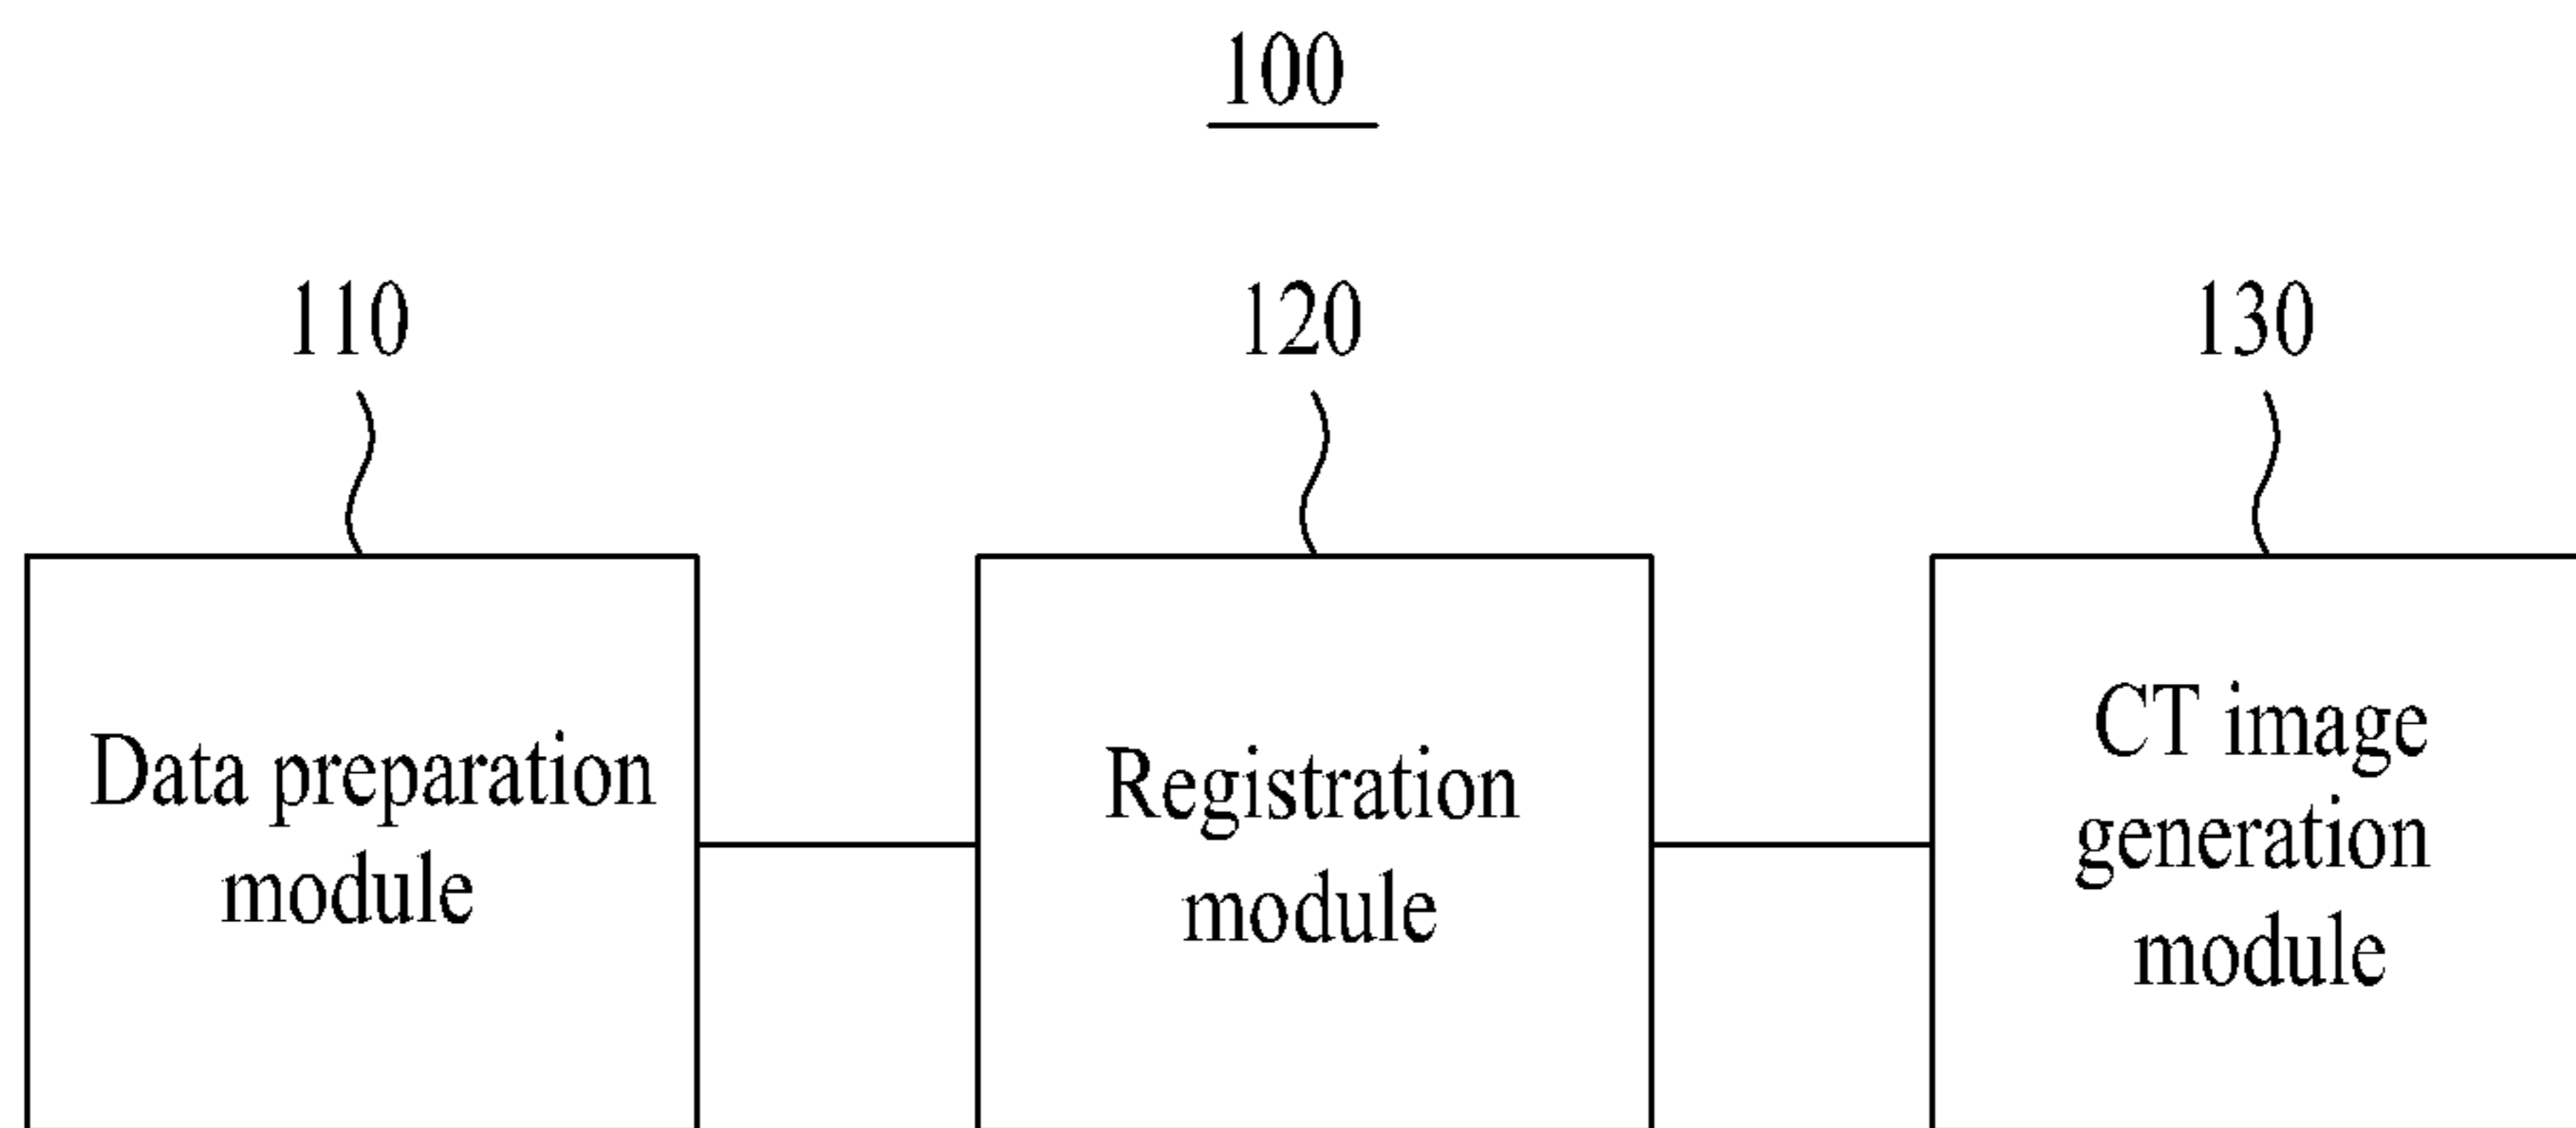 100
110
120
130
Data preparation
module
Registration
module
CT image
generation
module